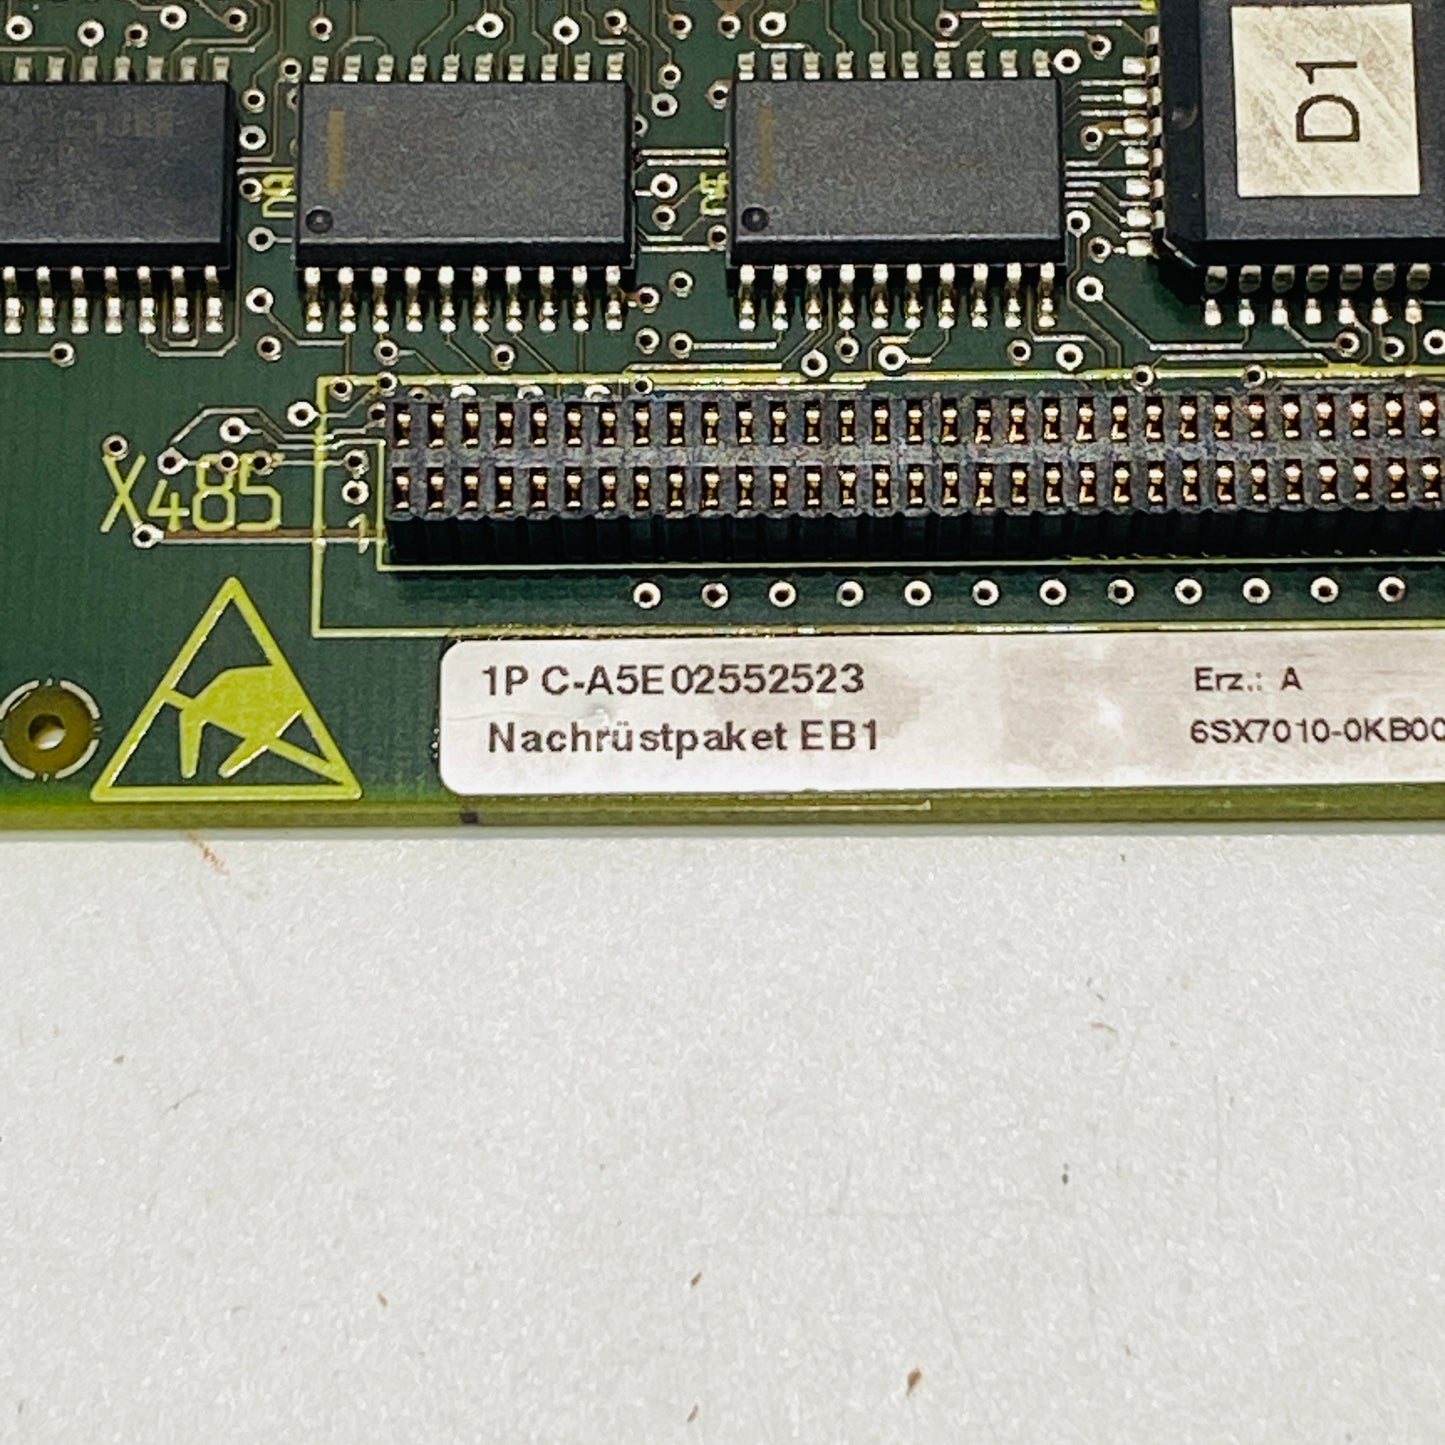 D1
X485
1
1P C-A5E02552523
Erz.: A
Nachrüstpaket EB1
6SX7010-0KB00